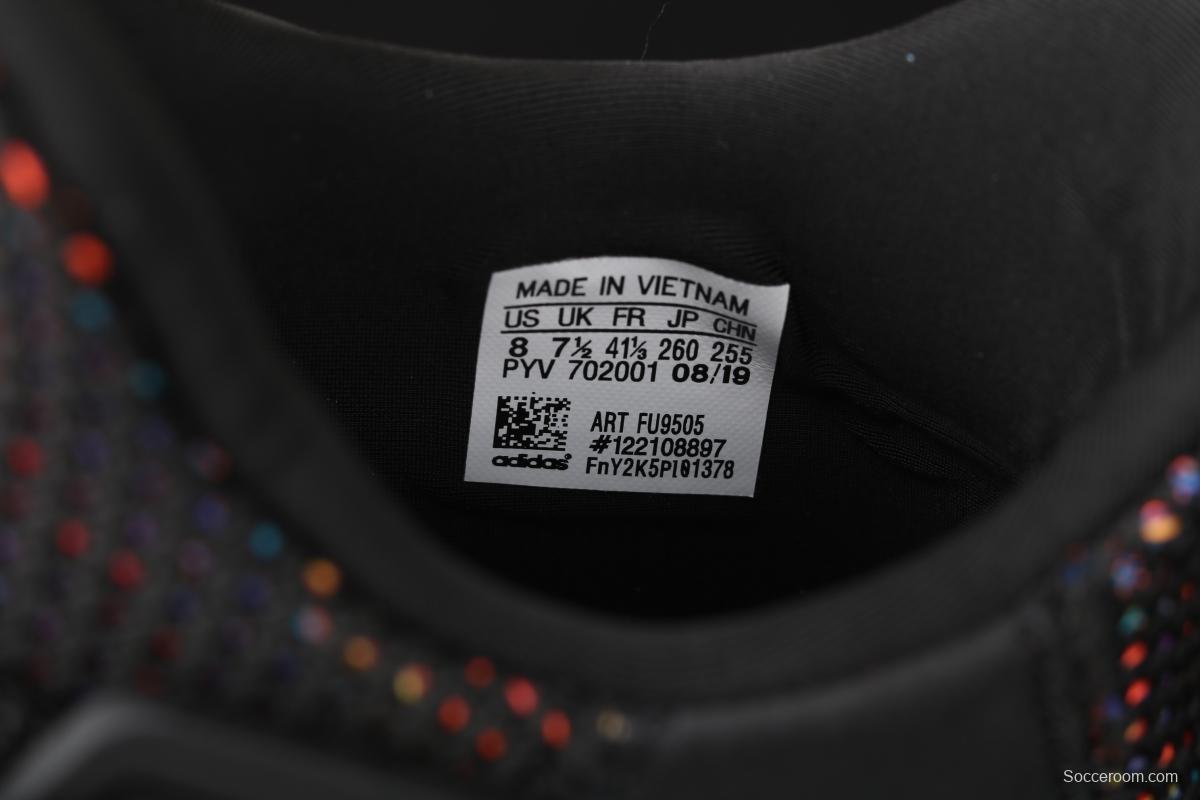 MADE IN VIETNAM
US UK FR JP CHN
8 7½ 41⅓ 260 255
PYV 702001 08/19
ART FU9505
#122108897
adidas FnY2K5PI01378
Socceroom.com